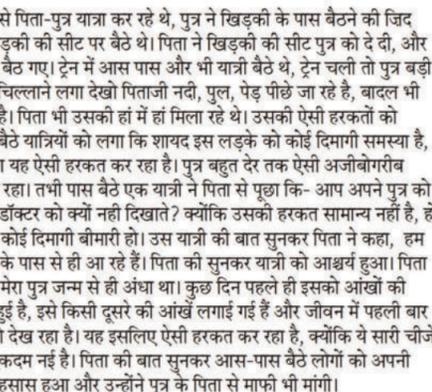 से पिता-पुत्र यात्रा कर रहे थे, पुत्र ने खिड़की के पास बैठने की जिद
ड़की की सीट पर बैठे थे। पिता ने खिड़की की सीट पुत्र को दे दी, और
बैठ गए। ट्रेन में आस पास और भी यात्री बैठे थे, ट्रेन चली तो पुत्र बड़ी
चिल्लाने लगा देखो पिताजी नदी, पुल, पेड़ पीछे जा रहे है, बादल भी
है। पिता भी उसकी हां में हां मिला रहे थे। उसकी ऐसी हरकतों को
बैठे यात्रियों को लगा कि शायद इस लड़के को कोई दिमागी समस्या है,
यह ऐसी हरकत कर रहा है। पुत्र बहुत देर तक ऐसी अजीबोगरीब
रहा। तभी पास बैठे एक यात्री ने पिता से पूछा कि- आप अपने पुत्र को
डॉक्टर को क्यों नही दिखाते? क्योंकि उसकी हरकत सामान्य नहीं है, ह
कोई दिमागी बीमारी हो। उस यात्री की बात सुनकर पिता ने कहा, हम
के पास से ही आ रहे हैं। पिता की सुनकर यात्री को आश्चर्य हुआ। पिता
मेरा पुत्र जन्म से ही अंधा था। कुछ दिन पहले ही इसको आंखों की
हुई है, इसे किसी दूसरे की आंखें लगाई गई हैं और जीवन में पहली बार
देख रहा है। यह इसलिए ऐसी हरकत कर रहा है, क्योंकि ये सारी चीजे
कदम नई है। पिता की बात सुनकर आस-पास बैठे लोगों को अपनी
हसास हुआ और उन्होंने पुत्र के पिता से माफी भी मांगी।